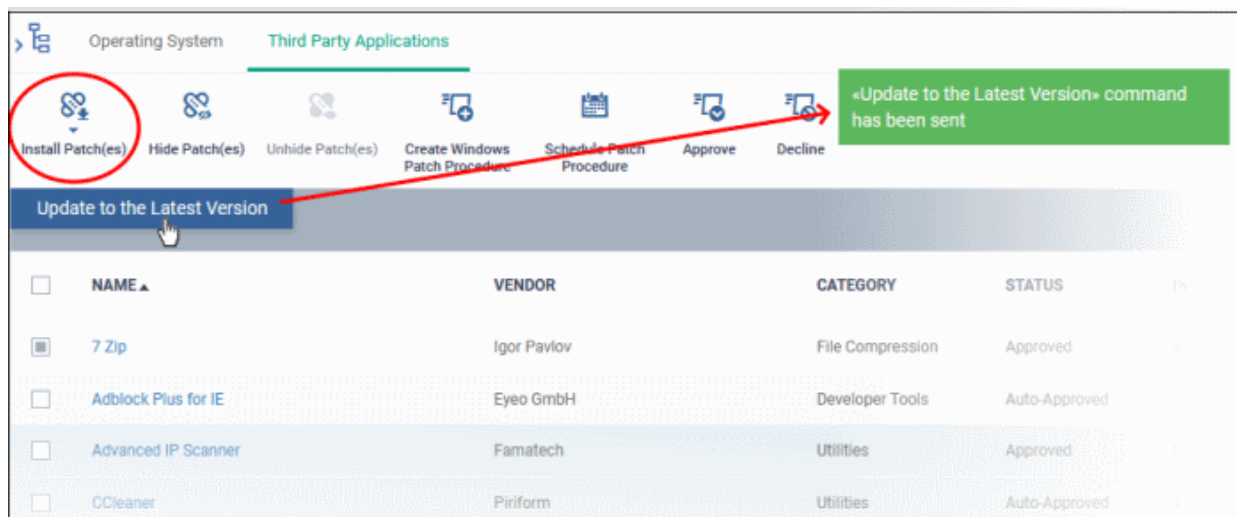 Operating System Third Party Applications
Install Patch(es) Hide Patch(es) Unhide Patch(es) Create Windows Patch Procedure Schedule Patch Procedure Approve Decline
«Update to the Latest Version» command
has been sent
Update to the Latest Version
NAME VENDOR CATEGORY STATUS
7 Zip Igor Pavlov File Compression Approved
Adblock Plus for IE Eyeo GmbH Developer Tools Auto-Approved
Advanced IP Scanner Famatech Utilities Approved
CCleaner Piriform Utilities Auto-Approved